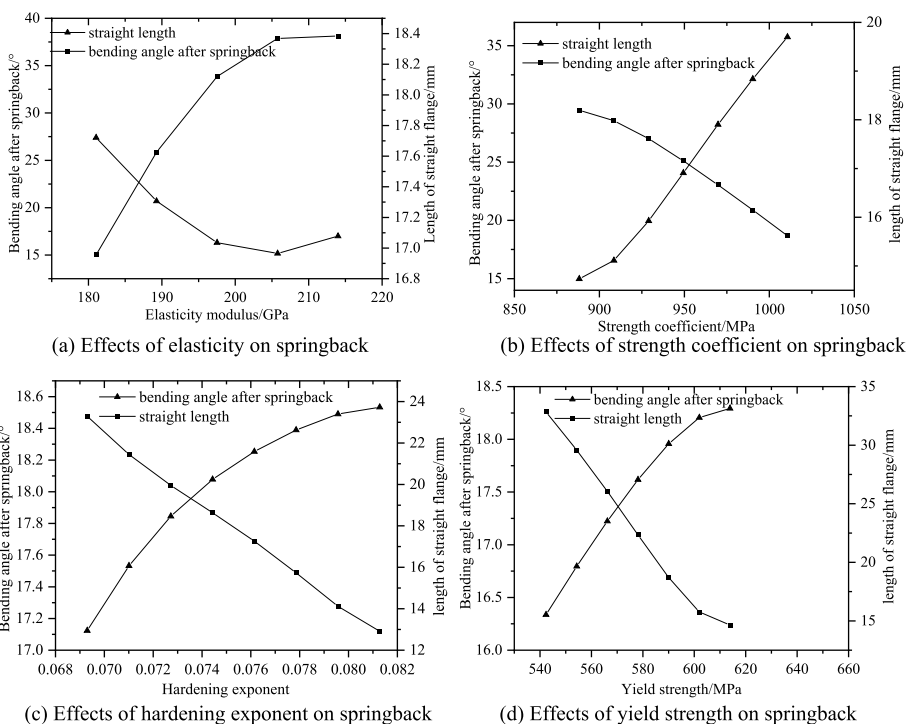 40
35
30
25
20
15
Bending angle after springback/°
straight length
bending angle after springback
18.4
18.2
18.0
17.8
17.6
17.4
17.2
17.0
16.8
Length of straight flange/mm
180 190 200 210 220
Elasticity modulus/GPa
(a) Effects of elasticity on springback
35
30
25
20
15
Bending angle after springback/°
straight length
bending angle after springback
20
18
16
length of straight flange/mm
850 900 950 1000 1050
Strength coefficient/MPa
(b) Effects of strength coefficient on springback
18.6
18.4
18.2
18.0
17.8
17.6
17.4
17.2
17.0
Bending angle after springback/°
bending angle after springback
straight length
24
22
20
18
16
14
12
length of straight flange/mm
0.068 0.070 0.072 0.074 0.076 0.078 0.080 0.082
Hardening exponent
(c) Effects of hardening exponent on springback
18.5
18.0
17.5
17.0
16.5
16.0
Bending angle after springback/°
bending angle after springback
straight length
35
30
25
20
15
length of straight flange/mm
540 560 580 600 620 640 660
Yield strength/MPa
(d) Effects of yield strength on springback